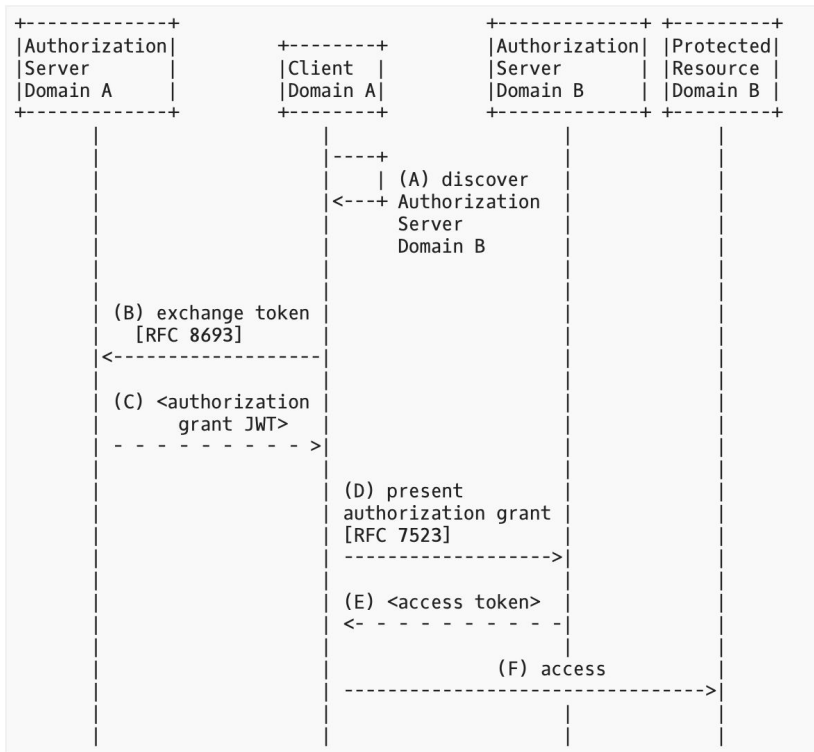 +--------------+ +--------------+ +---------+
|Authorization| +--------+ |Authorization| |Protected|
|Server | |Client | |Server | |Resource |
|Domain A | |Domain A| |Domain B | |Domain B |
+-------------+ +--------+ +-------------+ +---------+
(A) discover
Authorization
Server
Domain B
(B) exchange token
[RFC 8693]
(C) <authorization
grant JWT>
(D) present
authorization grant
[RFC 7523]
(E) <access token>
(F) access